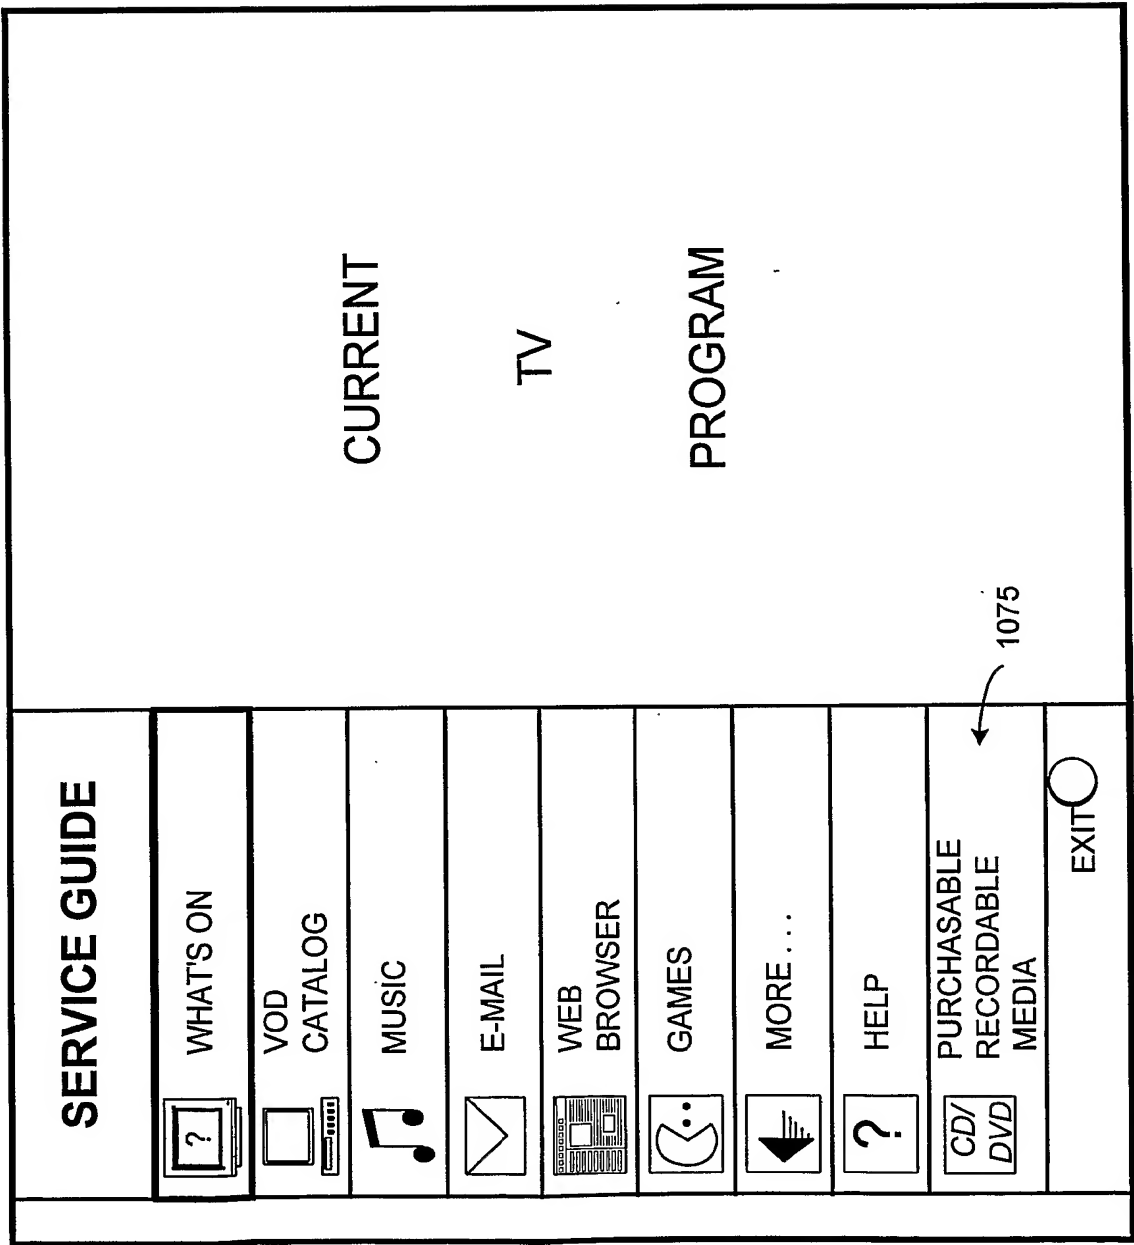 SERVICE GUIDE
?
WHAT'S ON
VOD
CATALOG
MUSIC
E-MAIL
WEB
BROWSER
GAMES
MORE....
?
HELP
CD/
DVD
PURCHASABLE
RECORDABLE
MEDIA
EXIT
1075
CURRENT
TV
PROGRAM